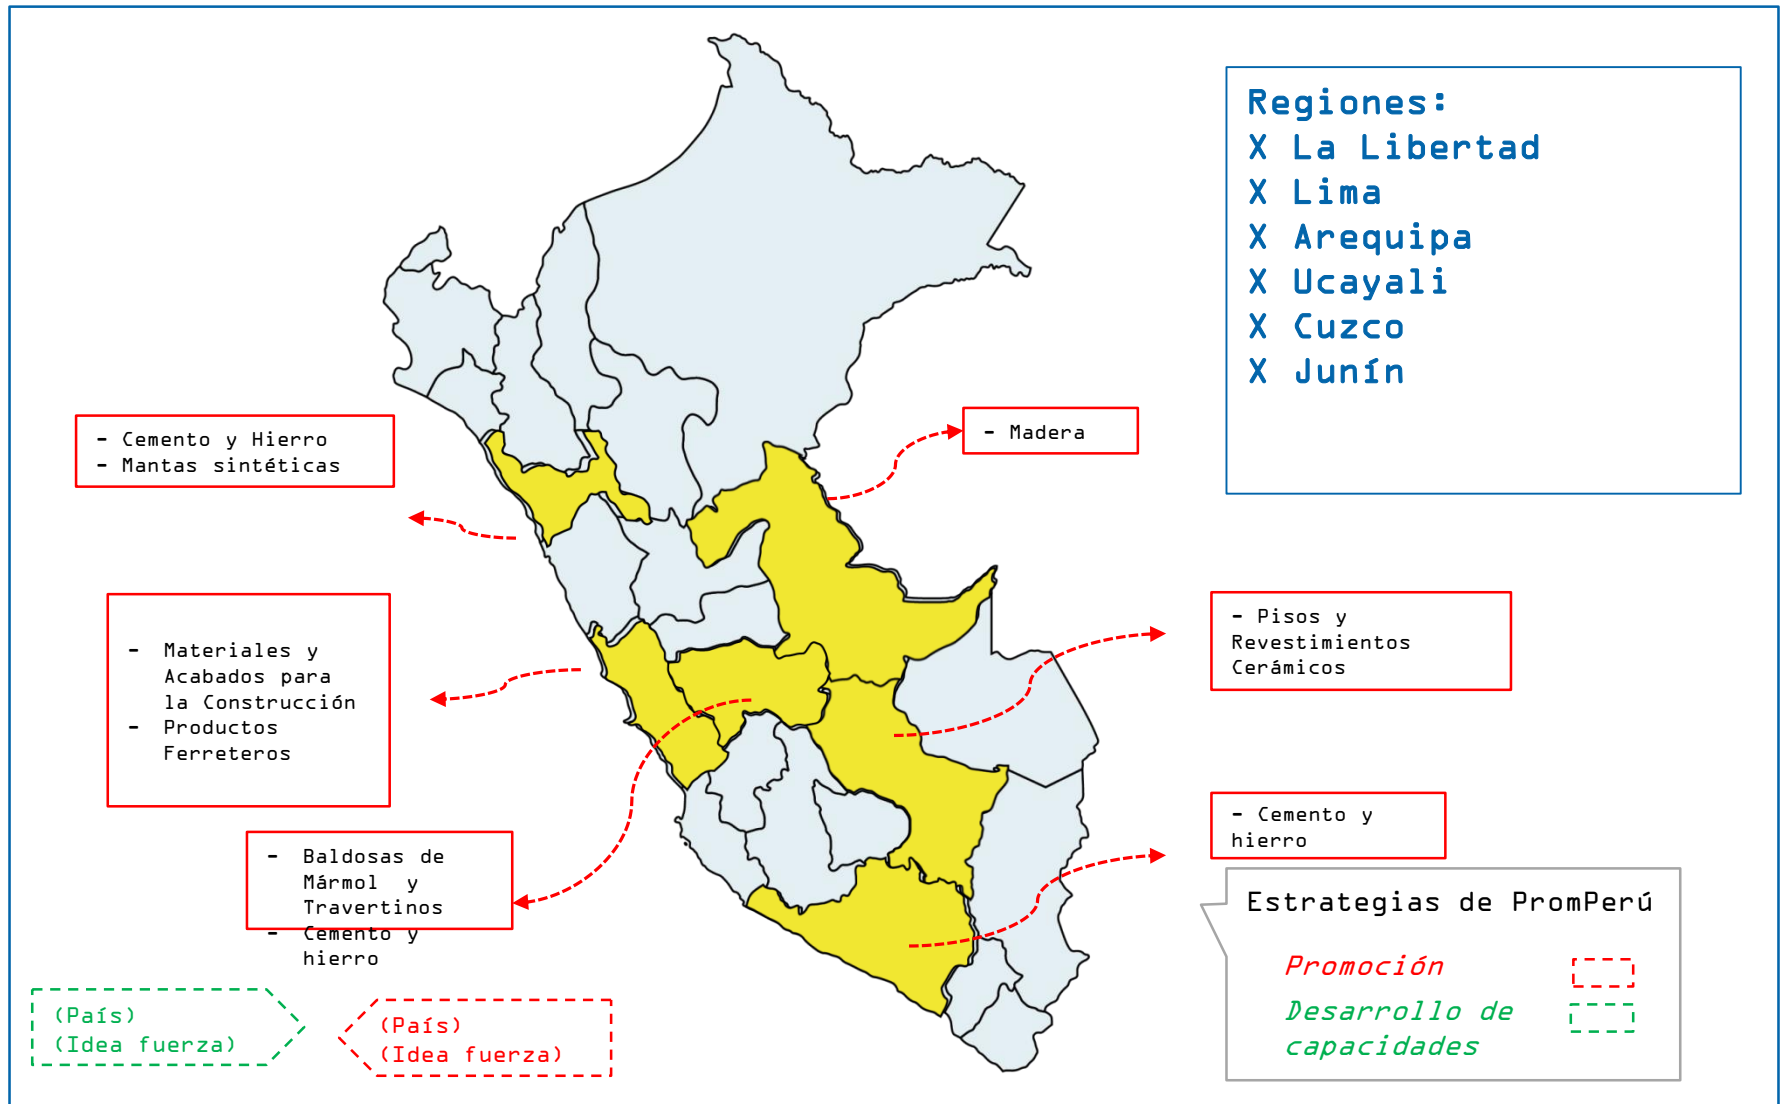 Regiones:
X La Libertad
X Lima
X Arequipa
X Ucayali
X Cuzco
X Junín
- Cemento y Hierro
- Mantas sintéticas
- Madera
- Materiales y
Acabados para
la Construcción
- Productos
Ferreteros
- Pisos y
Revestimientos
Cerámicos
- Baldosas de
Mármol y
Travertinos
- Cemento y
hierro
- Cemento y
hierro
Estrategias de PromPerú
Promoción
Desarrollo de
capacidades
(País)
(Idea fuerza)
(País)
(Idea fuerza)